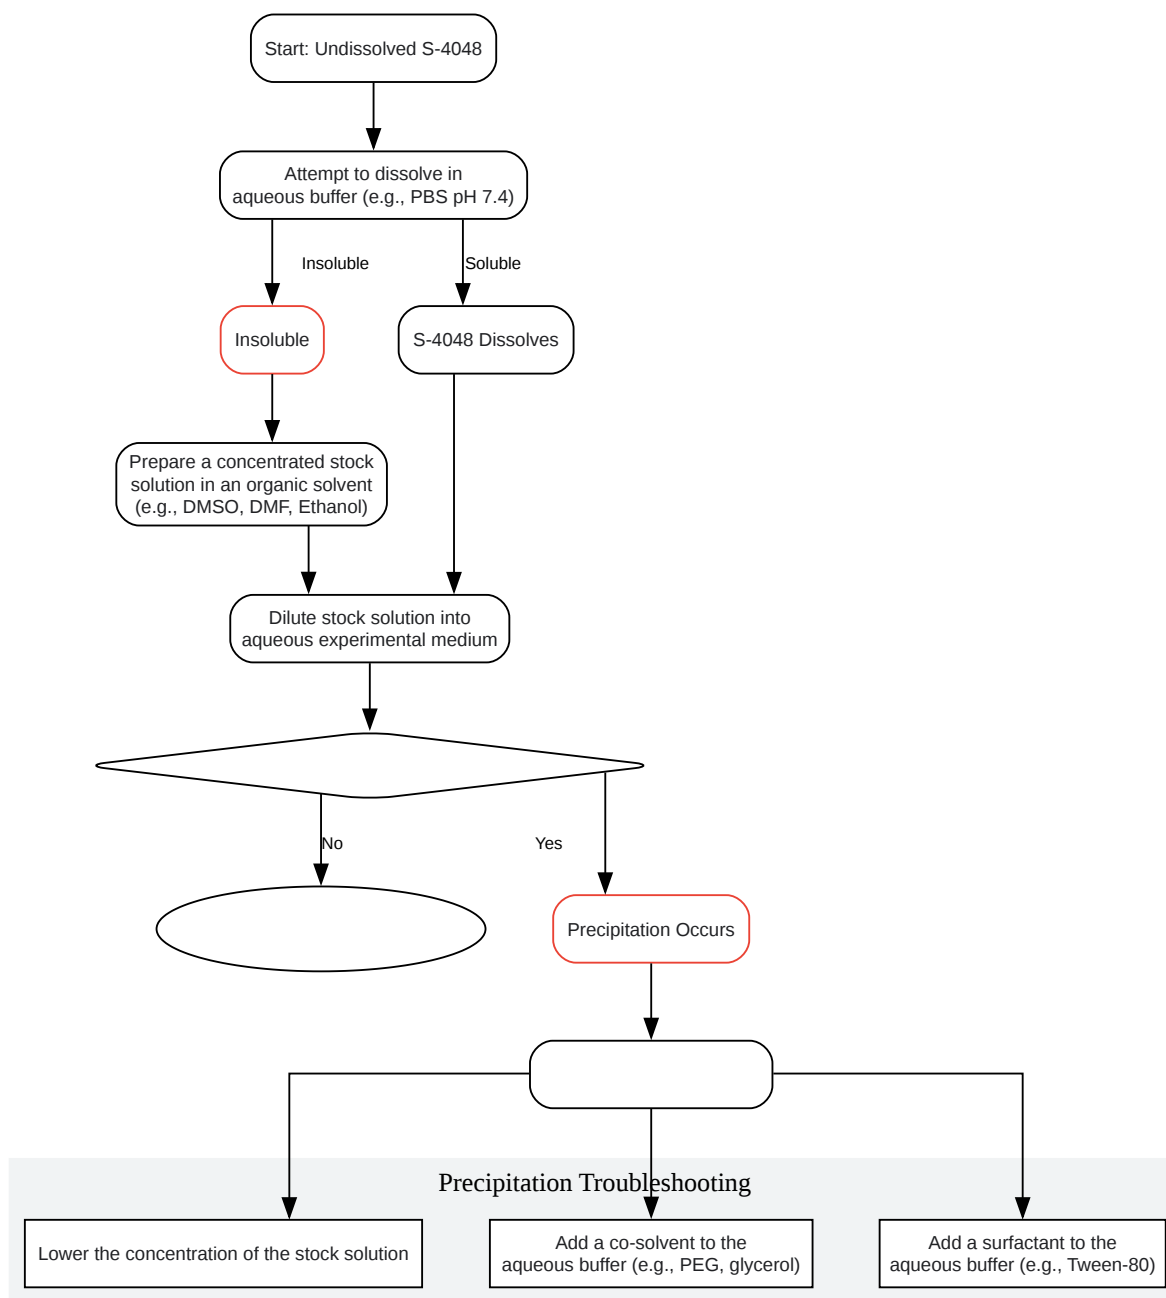 Start: Undissolved S-4048
Attempt to dissolve in
aqueous buffer (e.g., PBS pH 7.4)
Insoluble
Soluble
Insoluble
S-4048 Dissolves
Prepare a concentrated stock
solution in an organic solvent
(e.g., DMSO, DMF, Ethanol)
Dilute stock solution into
aqueous experimental medium
No
Yes
Precipitation Occurs
Precipitation Troubleshooting
Lower the concentration of the stock solution
Add a co-solvent to the
aqueous buffer (e.g., PEG, glycerol)
Add a surfactant to the
aqueous buffer (e.g., Tween-80)